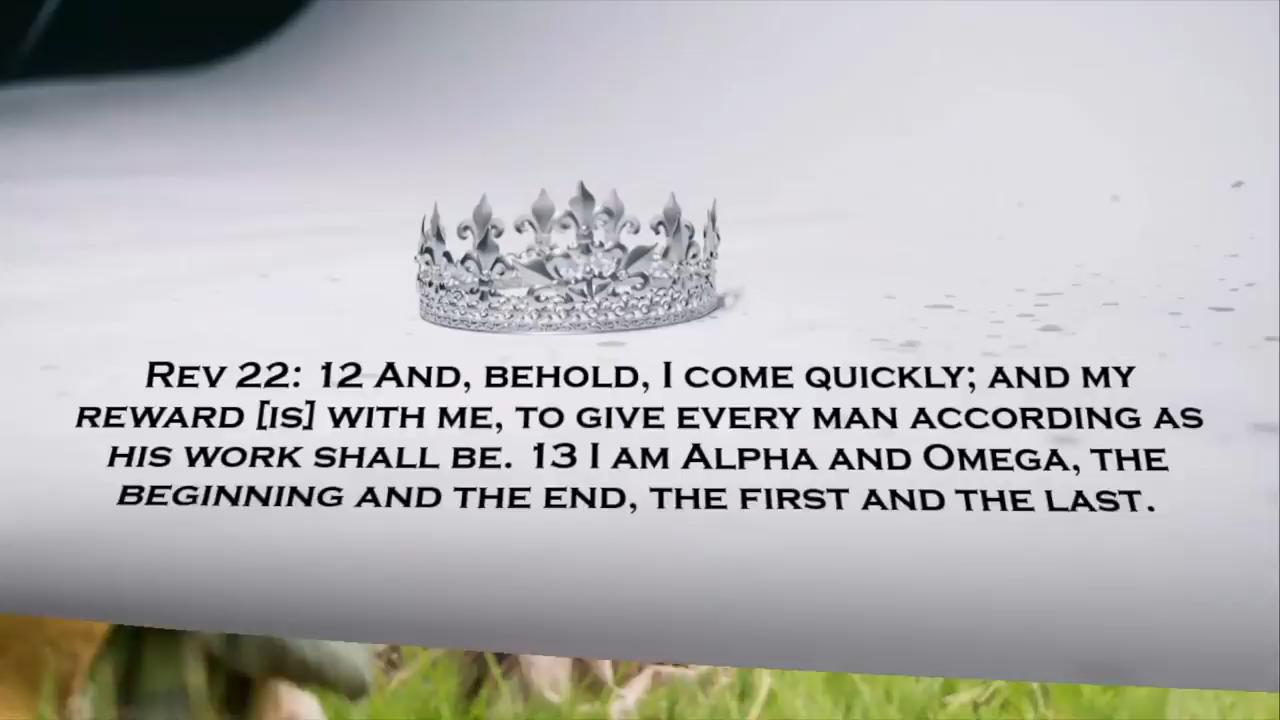 Rev 22: 12 And, behold, I come quickly; and my
reward [is] with me, to give every man according as
his work shall be. 13 I am Alpha and Omega, the
beginning and the end, the first and the last.